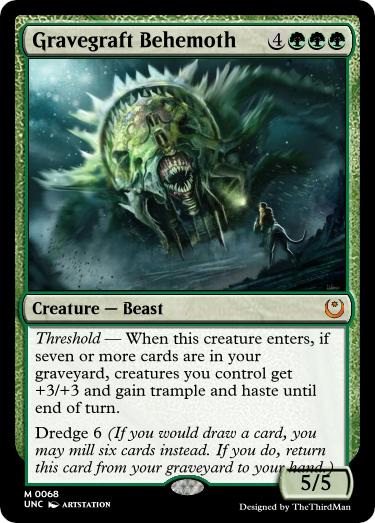 Gravegraft Behemoth 4
Creature — Beast
Threshold — When this creature enters, if
seven or more cards are in your
graveyard, creatures you control get
+3/+3 and gain trample and haste until
end of turn.
Dredge 6 (If you would draw a card, you
may mill six cards instead. If you do, return
this card from your graveyard to your hand.)
5/5
M 0068
UNC ARTSTATION
Designed by TheThirdMan